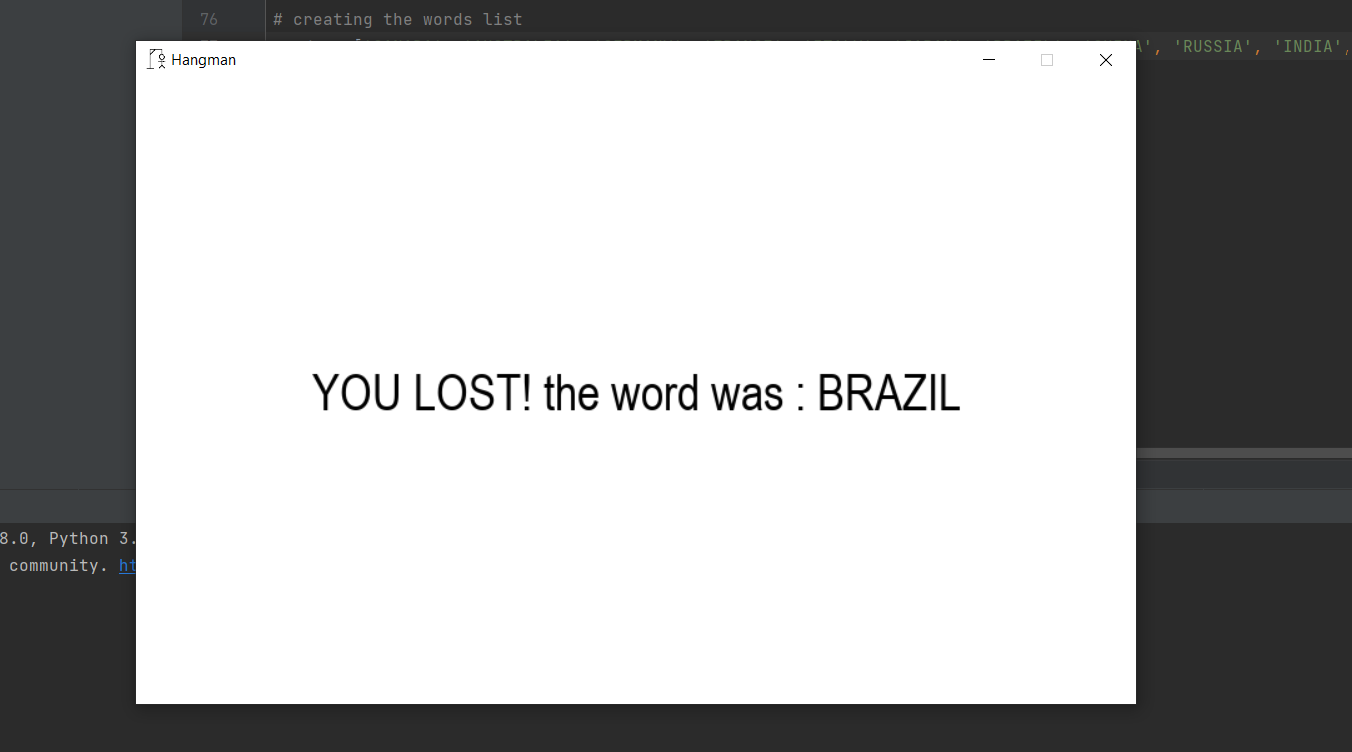 76 # creating the words list
', 'RUSSIA', 'INDIA',
Hangman
YOU LOST! the word was : BRAZIL
8.0, Python 3.
community. ht